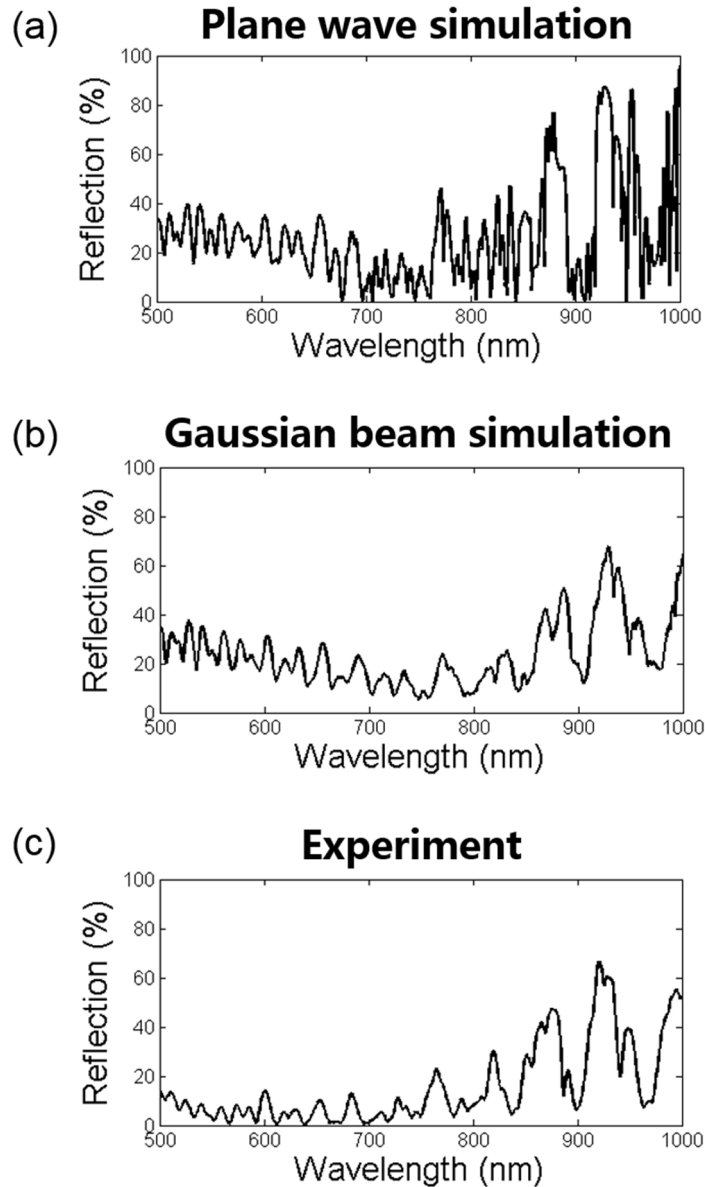 (a) Plane wave simulation
100
80
60
40
20
0
Reflection (%)
500 600 700 800 900 1000
Wavelength (nm)
(b) Gaussian beam simulation
100
80
60
40
20
0
Reflection (%)
500 600 700 800 900 1000
Wavelength (nm)
(c) Experiment
100
80
60
40
20
0
Reflection (%)
500 600 700 800 900 1000
Wavelength (nm)